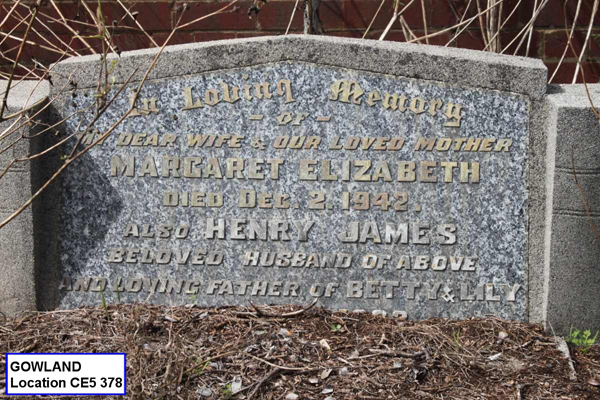 In Loving Memory
– OF –
MY DEAR WIFE & OUR LOVED MOTHER
MARGARET ELIZABETH
DIED DEC. 2. 1942.
ALSO HENRY JAMES
BELOVED HUSBAND OF ABOVE
AND LOVING FATHER OF BETTY & LILY
GOWLAND
Location CE5 378